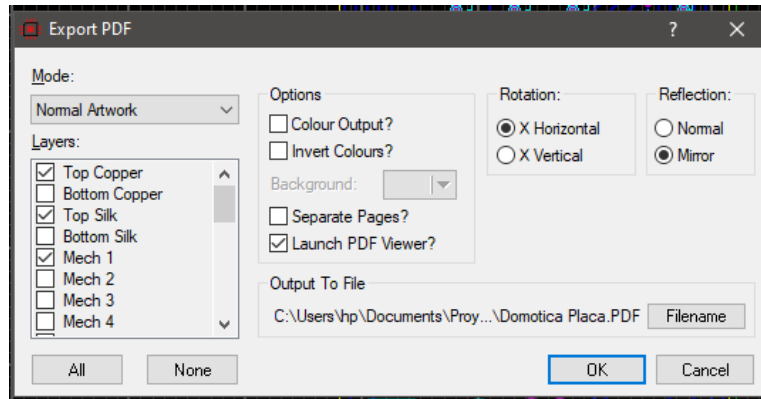 Export PDF
Mode:
Normal Artwork
Layers:
Top Copper
Bottom Copper
Top Silk
Bottom Silk
Mech 1
Mech 2
Mech 3
Mech 4
All
None
Options
Colour Output?
Invert Colours?
Background:
Separate Pages?
Launch PDF Viewer?
Rotation:
X Horizontal
X Vertical
Reflection:
Normal
Mirror
Output To File
C:\Users\hp\Documents\Proy...\Domotica Placa.PDF
Filename
OK
Cancel